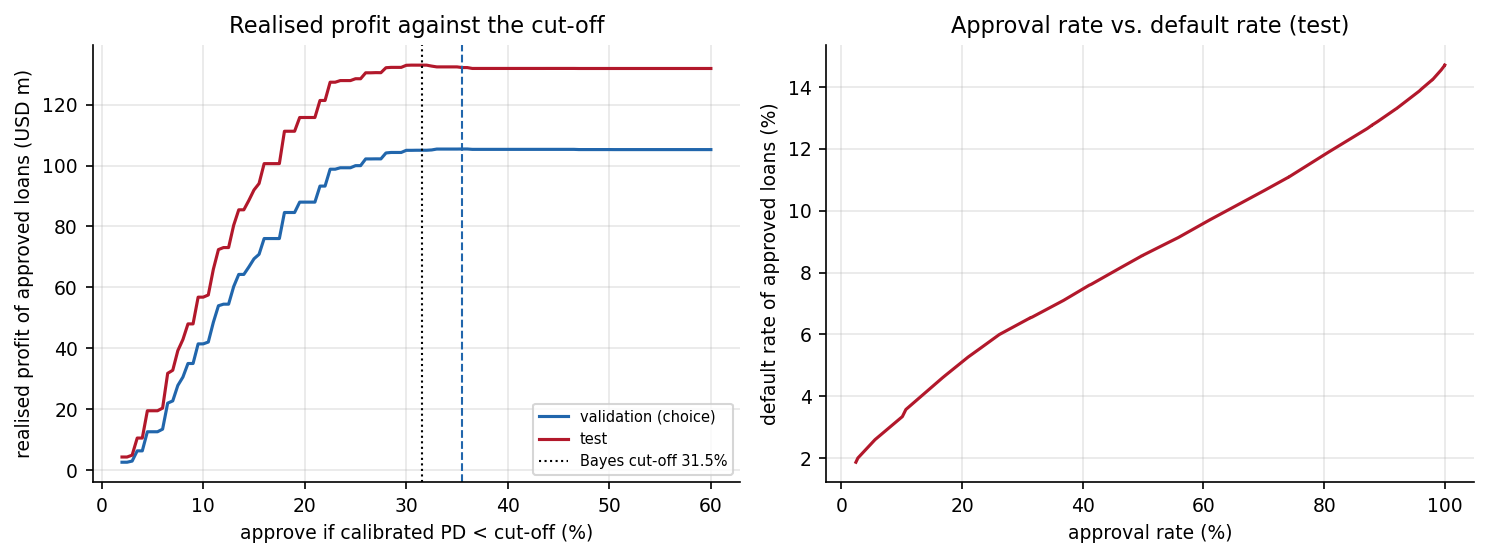 Realised profit against the cut-off
realised profit of approved loans (USD m)
120
100
80
60
40
20
0
0 10 20 30 40 50 60
approve if calibrated PD < cut-off (%)
validation (choice)
test
Bayes cut-off 31.5%
Approval rate vs. default rate (test)
default rate of approved loans (%)
14
12
10
8
6
4
2
0 20 40 60 80 100
approval rate (%)